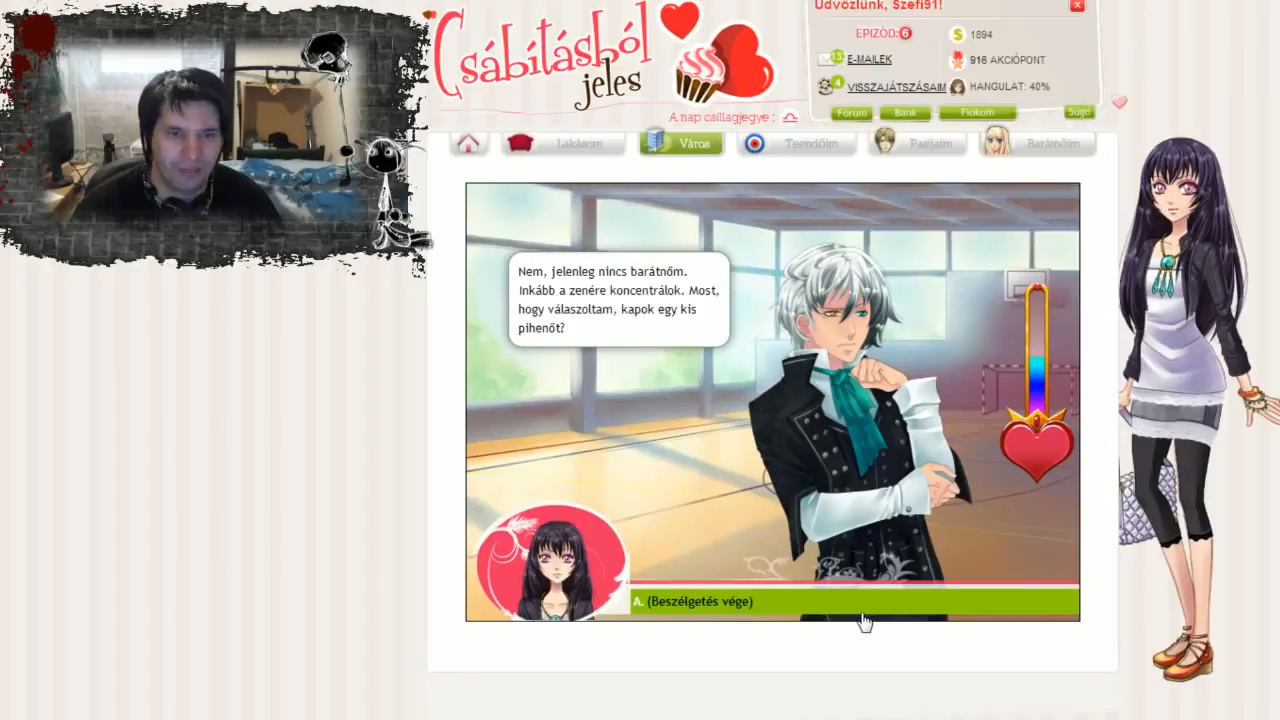 Csábításból
jeles
A nap csillagjegye :
Üdvözlünk, Szefi91!
EPIZÓD: 6
1894
13 E-MAILEK
916 AKCIÓPONT
4 VISSZAJÁTSZÁSAIM
HANGULAT: 40%
Fórum
Bank
Fiókom
Súgó
Lakásom
Város
Teendőim
Pasijaim
Barátnőim
Nem, jelenleg nincs barátnőm.
Inkább a zenére koncentrálok. Most,
hogy válaszoltam, kapok egy kis
pihenőt?
A. (Beszélgetés vége)